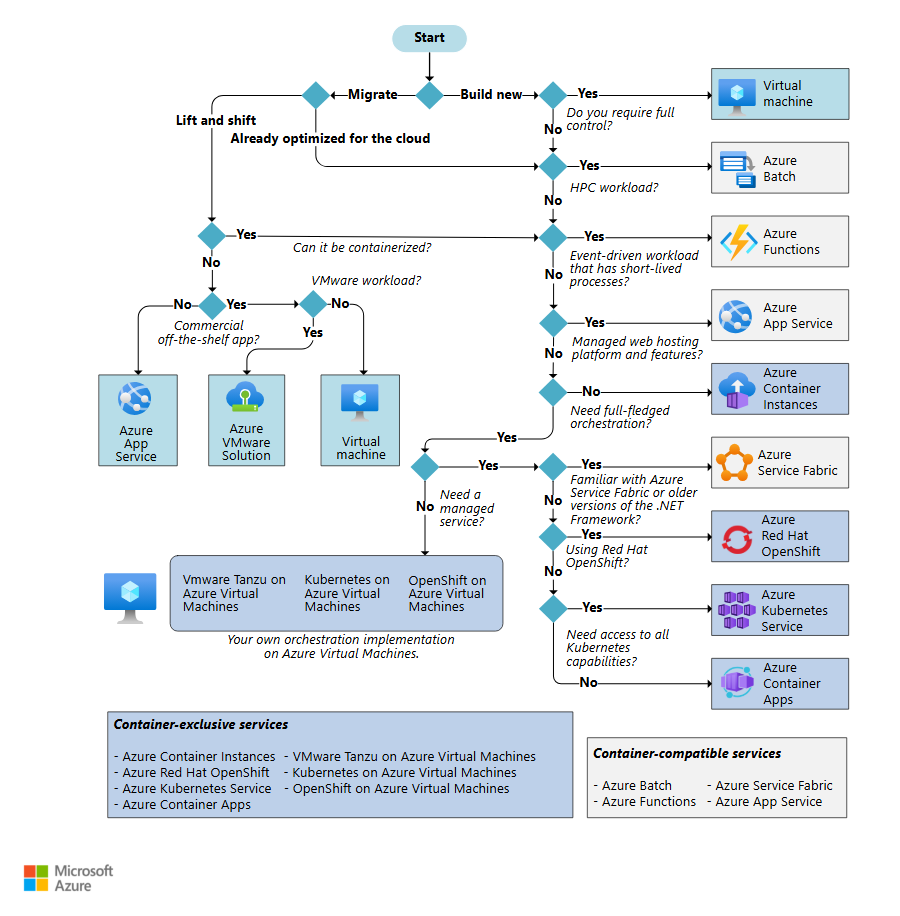 Start
Migrate
Build new
Yes
Virtual
machine
Do you require full
control?
No
Lift and shift
Already optimized for the cloud
Yes
Azure
Batch
HPC workload?
No
Yes
Can it be containerized?
No
Yes
Azure
Functions
Event-driven workload
that has short-lived
processes?
No
VMware workload?
No
Yes
No
Commercial
off-the-shelf app?
Yes
Yes
Azure
App Service
Managed web hosting
platform and features?
No
Azure
App
Service
Azure
VMware
Solution
Virtual
machine
No
Azure
Container
Instances
Need full-fledged
orchestration?
Yes
Yes
Need a
managed
service?
No
Yes
Azure
Service Fabric
Familiar with Azure
Service Fabric or older
versions of the .NET
Framework?
No
Yes
Azure
Red Hat
OpenShift
Using Red Hat
OpenShift?
No
Vmware Tanzu on
Azure Virtual
Machines
Kubernetes on
Azure Virtual
Machines
OpenShift on
Azure Virtual
Machines
Your own orchestration implementation
on Azure Virtual Machines.
Yes
Azure
Kubernetes
Service
Need access to all
Kubernetes
capabilities?
No
Azure
Container
Apps
Container-exclusive services
- Azure Container Instances
- Azure Red Hat OpenShift
- Azure Kubernetes Service
- Azure Container Apps
- VMware Tanzu on Azure Virtual Machines
- Kubernetes on Azure Virtual Machines
- OpenShift on Azure Virtual Machines
Container-compatible services
- Azure Batch
- Azure Functions
- Azure Service Fabric
- Azure App Service
Microsoft
Azure